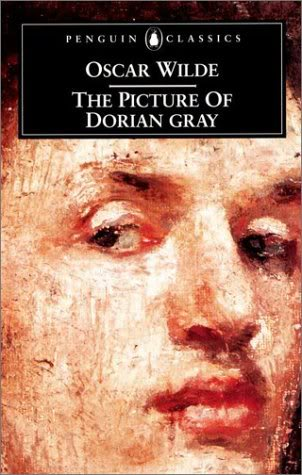 PENGUIN CLASSICS
OSCAR WILDE
THE PICTURE OF
DORIAN GRAY